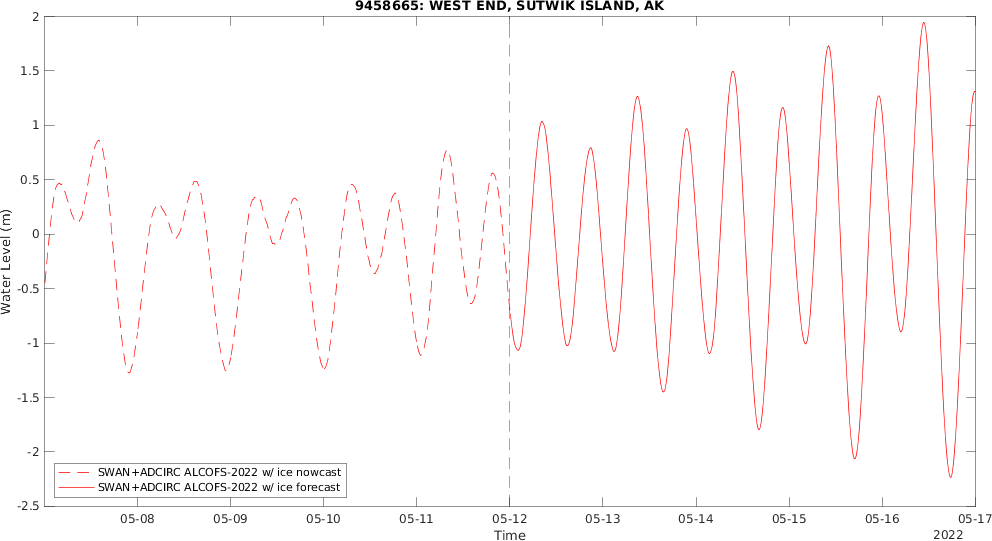 9458665: WEST END, SUTWIK ISLAND, AK
2
1.5
1
0.5
0
-0.5
-1
-1.5
-2
-2.5
Water Level (m)
SWAN+ADCIRC ALCOFS-2022 w/ ice nowcast
SWAN+ADCIRC ALCOFS-2022 w/ ice forecast
05-08 05-09 05-10 05-11 05-12 05-13 05-14 05-15 05-16 05-17
Time
2022